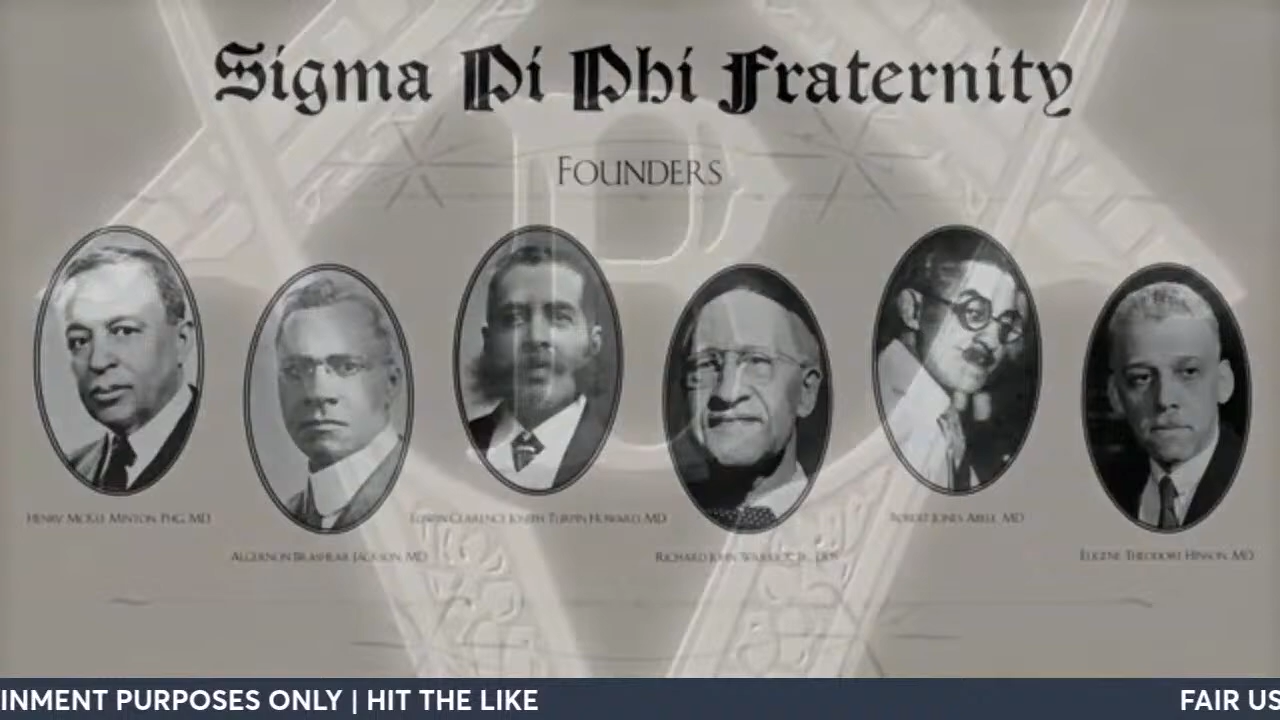 Sigma Pi Phi Fraternity
FOUNDERS
HENRY MCKEE MINTON, PHG, MD
EDWIN CLARENCE JOSEPH TURPIN HOWARD, MD
ROBERT JONES ABELE, MD
ALGERNON BRASHEAR JACKSON, MD
RICHARD JOHN WARRICK, JR., DDS
EUGENE THEODORE HINSON, MD
INMENT PURPOSES ONLY | HIT THE LIKE
FAIR US